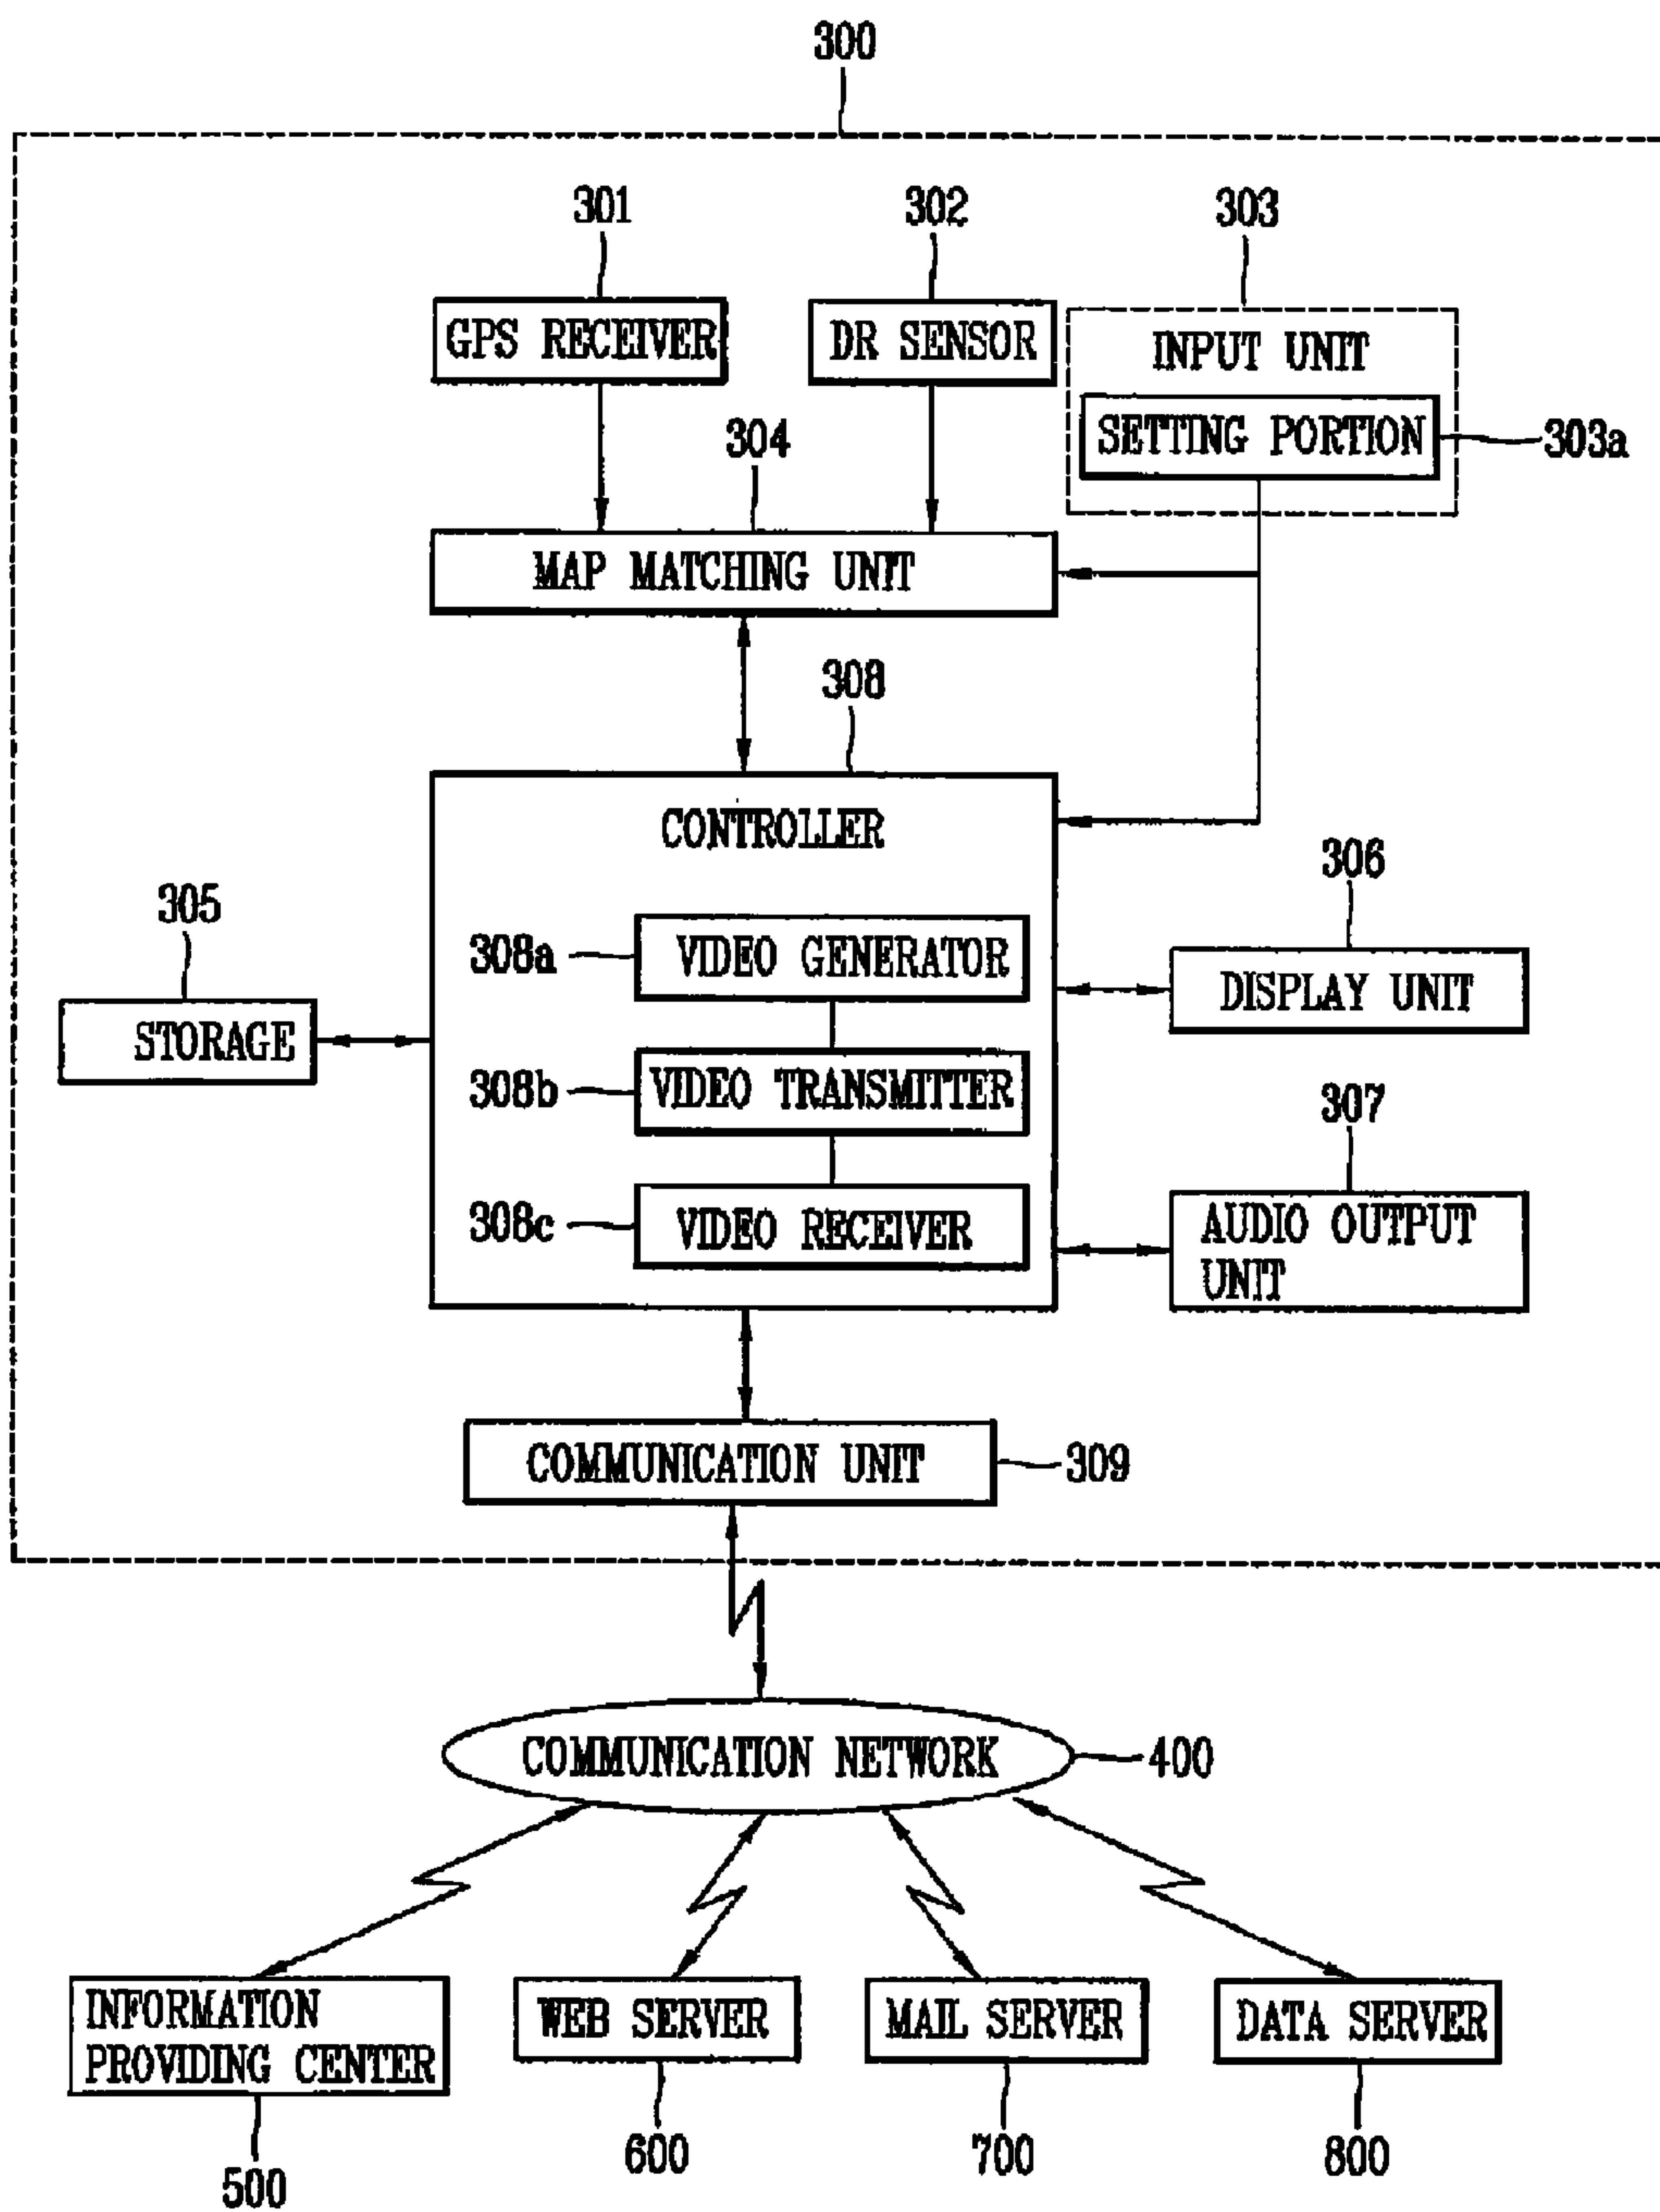 300
301
302
303
GPS RECEIVER
DR SENSOR
INPUT UNIT
SETTING PORTION
303a
304
MAP MATCHING UNIT
308
CONTROLLER
306
305
308a
VIDEO GENERATOR
DISPLAY UNIT
STORAGE
308b
VIDEO TRANSMITTER
307
308c
VIDEO RECEIVER
AUDIO OUTPUT
UNIT
COMMUNICATION UNIT
309
COMMUNICATION NETWORK
400
INFORMATION
PROVIDING CENTER
WEB SERVER
MAIL SERVER
DATA SERVER
500
600
700
800